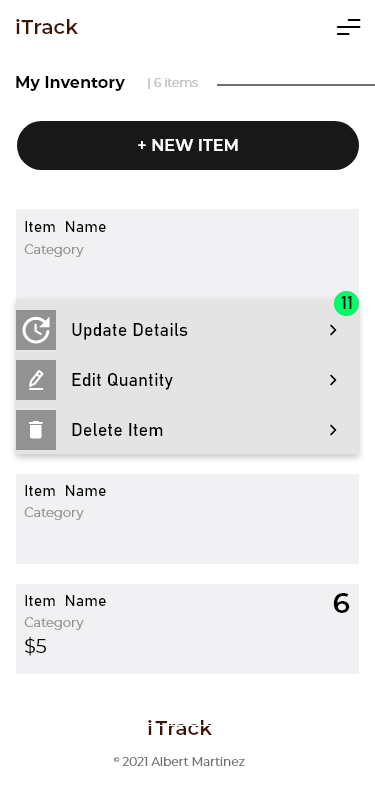 iTrack
My Inventory | 6 items
+ NEW ITEM
Item Name
Category
11
Update Details
Edit Quantity
Delete Item
Item Name
Category
Item Name 6
Category
$5
iTrack
© 2021 Albert Martinez